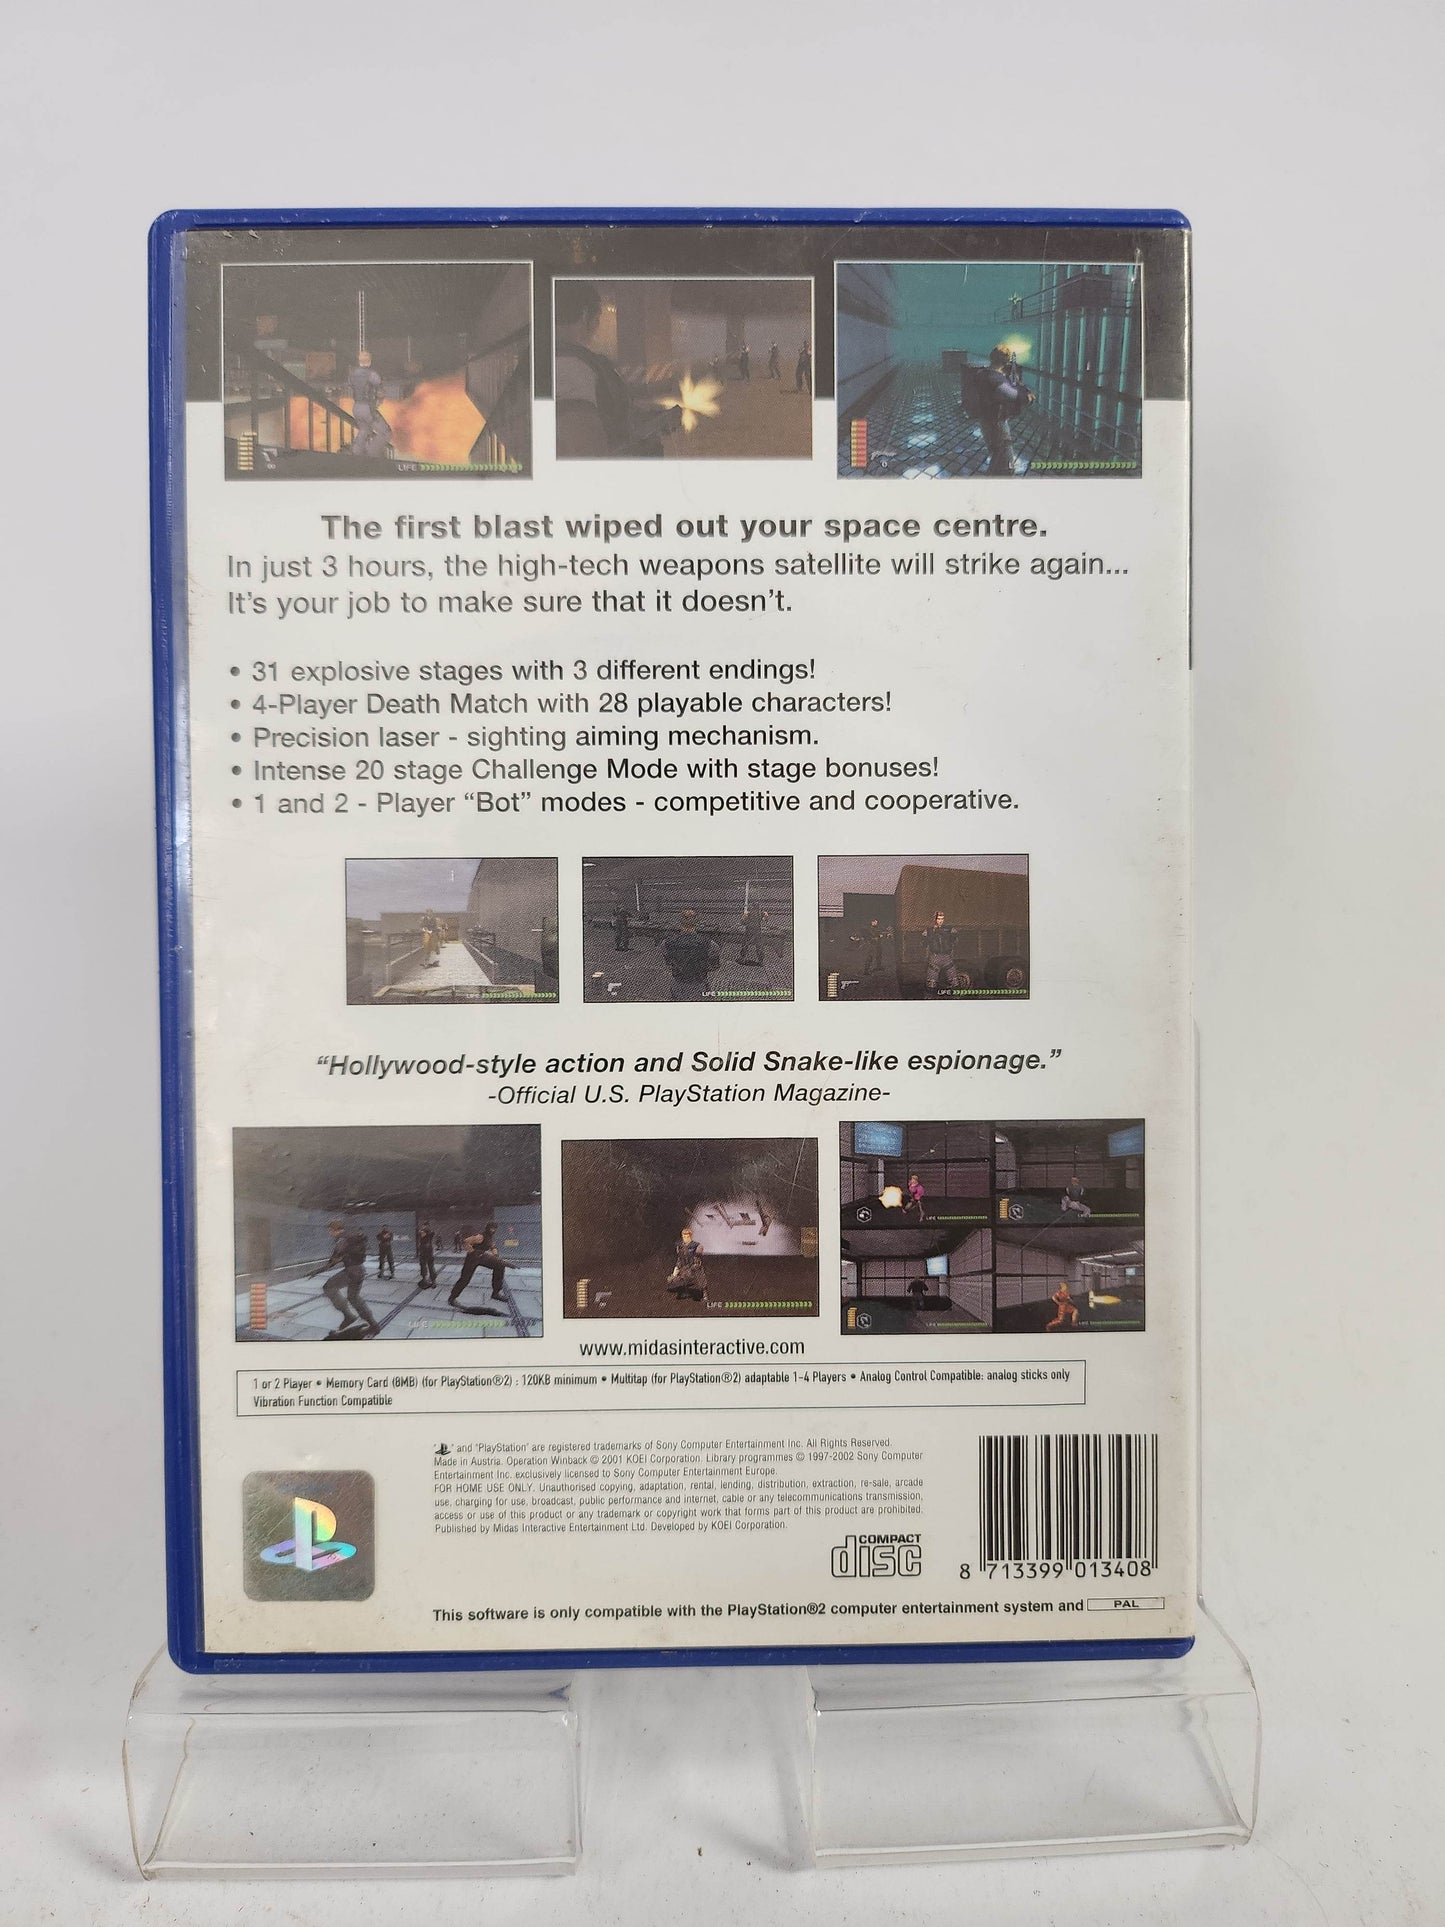 LIFE
LIFE
LIFE
The first blast wiped out your space centre.
In just 3 hours, the high-tech weapons satellite will strike again...
It's your job to make sure that it doesn't.
• 31 explosive stages with 3 different endings!
• 4-Player Death Match with 28 playable characters!
• Precision laser - sighting aiming mechanism.
• Intense 20 stage Challenge Mode with stage bonuses!
• 1 and 2 - Player “Bot” modes - competitive and cooperative.
LIFE
LIFE
LIFE
“Hollywood-style action and Solid Snake-like espionage.”
-Official U.S. PlayStation Magazine-
LIFE
LIFE
LIFE
LIFE
www.midasinteractive.com
1 or 2 Player • Memory Card (8MB) (for PlayStation®2) : 120KB minimum • Multitap (for PlayStation®2) adaptable 1-4 Players • Analog Control Compatible: analog sticks only
Vibration Function Compatible
" " and "PlayStation" are registered trademarks of Sony Computer Entertainment Inc. All Rights Reserved.
Made in Austria. Operation Winback © 2001 KOEI Corporation. Library programmes © 1997-2002 Sony Computer
Entertainment Inc. exclusively licensed to Sony Computer Entertainment Europe.
FOR HOME USE ONLY. Unauthorised copying, adaptation, rental, lending, distribution, extraction, re-sale, arcade
use, charging for use, broadcast, public performance and internet, cable or any telecommunications transmission,
access or use of this product or any trademark or copyright work that forms part of this product are prohibited.
Published by Midas Interactive Entertainment Ltd. Developed by KOEI Corporation.
COMPACT
disc
8 713399 013408
This software is only compatible with the PlayStation®2 computer entertainment system and PAL